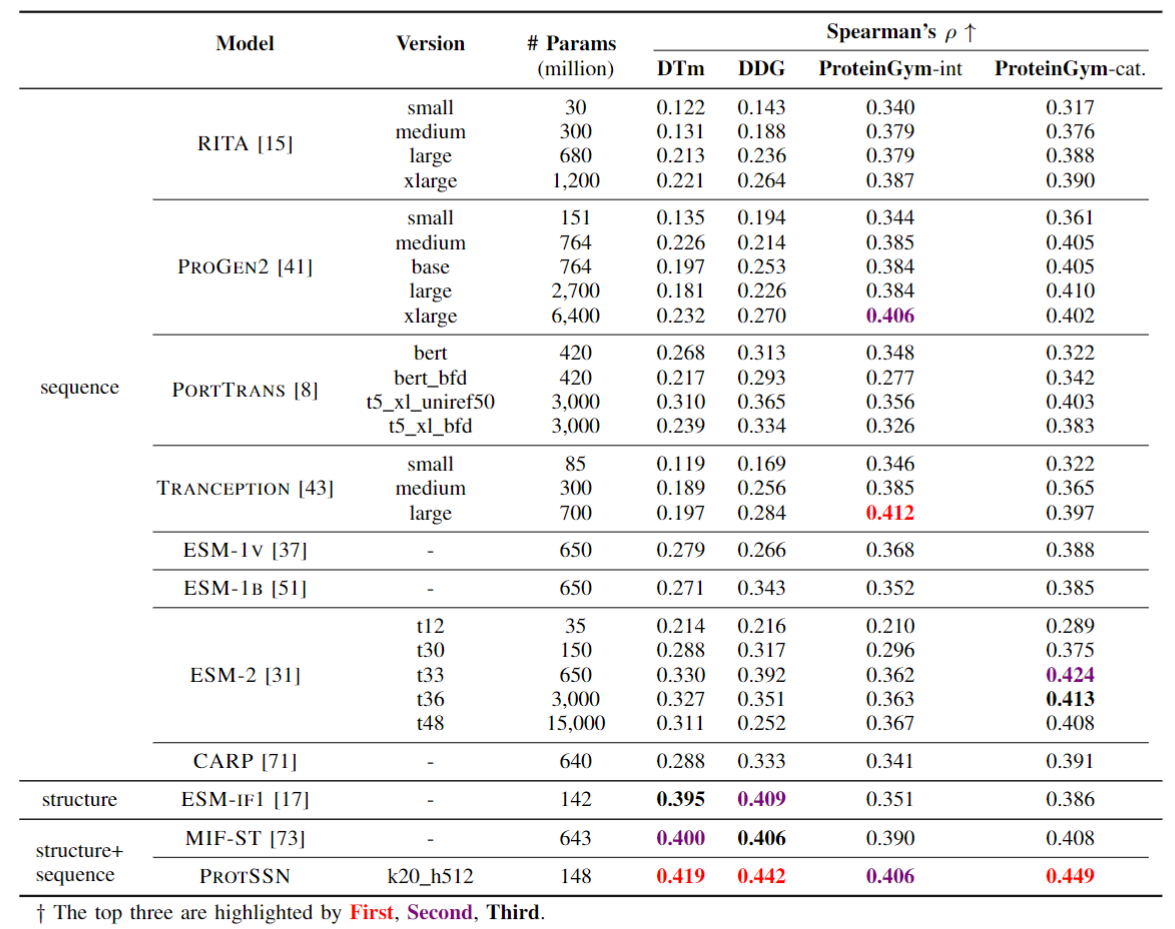 Model Version # Params (million) Spearman's ρ ↑
DTm DDG ProteinGym-int ProteinGym-cat.
sequence
RITA [15]
small 30 0.122 0.143 0.340 0.317
medium 300 0.131 0.188 0.379 0.376
large 680 0.213 0.236 0.379 0.388
xlarge 1,200 0.221 0.264 0.387 0.390
PROGEN2 [41]
small 151 0.135 0.194 0.344 0.361
medium 764 0.226 0.214 0.385 0.405
base 764 0.197 0.253 0.384 0.405
large 2,700 0.181 0.226 0.384 0.410
xlarge 6,400 0.232 0.270 0.406 0.402
PORTTRANS [8]
bert 420 0.268 0.313 0.348 0.322
bert_bfd 420 0.217 0.293 0.277 0.342
t5_xl_uniref50 3,000 0.310 0.365 0.356 0.403
t5_xl_bfd 3,000 0.239 0.334 0.326 0.383
TRANCEPTION [43]
small 85 0.119 0.169 0.346 0.322
medium 300 0.189 0.256 0.385 0.365
large 700 0.197 0.284 0.412 0.397
ESM-1V [37] - 650 0.279 0.266 0.368 0.388
ESM-1B [51] - 650 0.271 0.343 0.352 0.385
ESM-2 [31]
t12 35 0.214 0.216 0.210 0.289
t30 150 0.288 0.317 0.296 0.375
t33 650 0.330 0.392 0.362 0.424
t36 3,000 0.327 0.351 0.363 0.413
t48 15,000 0.311 0.252 0.367 0.408
CARP [71] - 640 0.288 0.333 0.341 0.391
structure ESM-IF1 [17] - 142 0.395 0.409 0.351 0.386
structure+
sequence
MIF-ST [73] - 643 0.400 0.406 0.390 0.408
PROTSSN k20_h512 148 0.419 0.442 0.406 0.449
† The top three are highlighted by First, Second, Third.